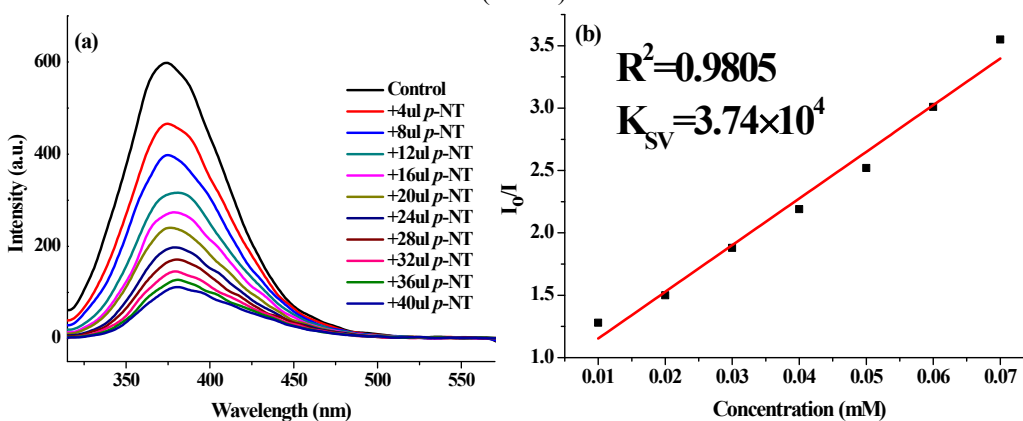 (a)
Intensity (a.u.)
600
400
200
0
350
400
450
500
550
Wavelength (nm)
Control
+4ul p-NT
+8ul p-NT
+12ul p-NT
+16ul p-NT
+20ul p-NT
+24ul p-NT
+28ul p-NT
+32ul p-NT
+36ul p-NT
+40ul p-NT
(b)
R²=0.9805
K_SV=3.74×10⁴
I₀/I
3.5
3.0
2.5
2.0
1.5
1.0
0.01
0.02
0.03
0.04
0.05
0.06
0.07
Concentration (mM)